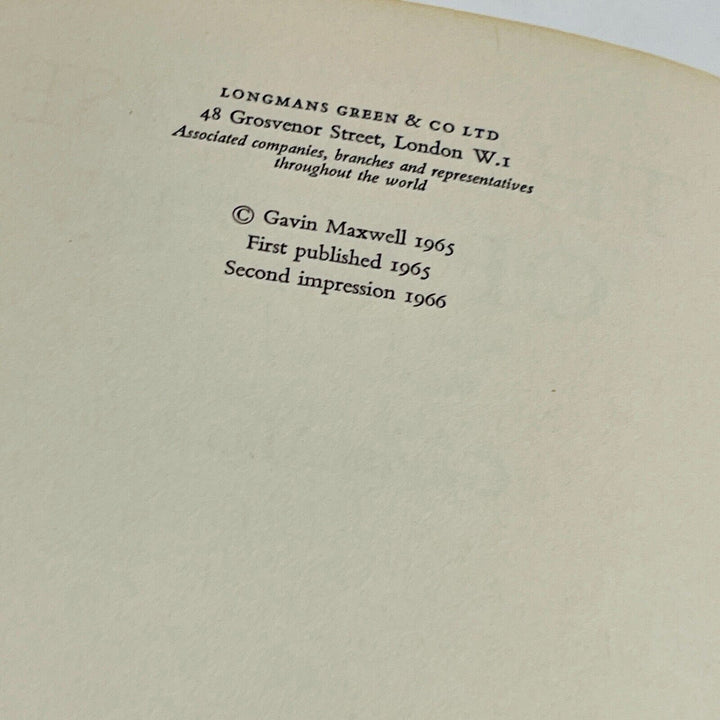 LONGMANS GREEN & CO LTD
48 Grosvenor Street, London W.1
Associated companies, branches and representatives
throughout the world
© Gavin Maxwell 1965
First published 1965
Second impression 1966